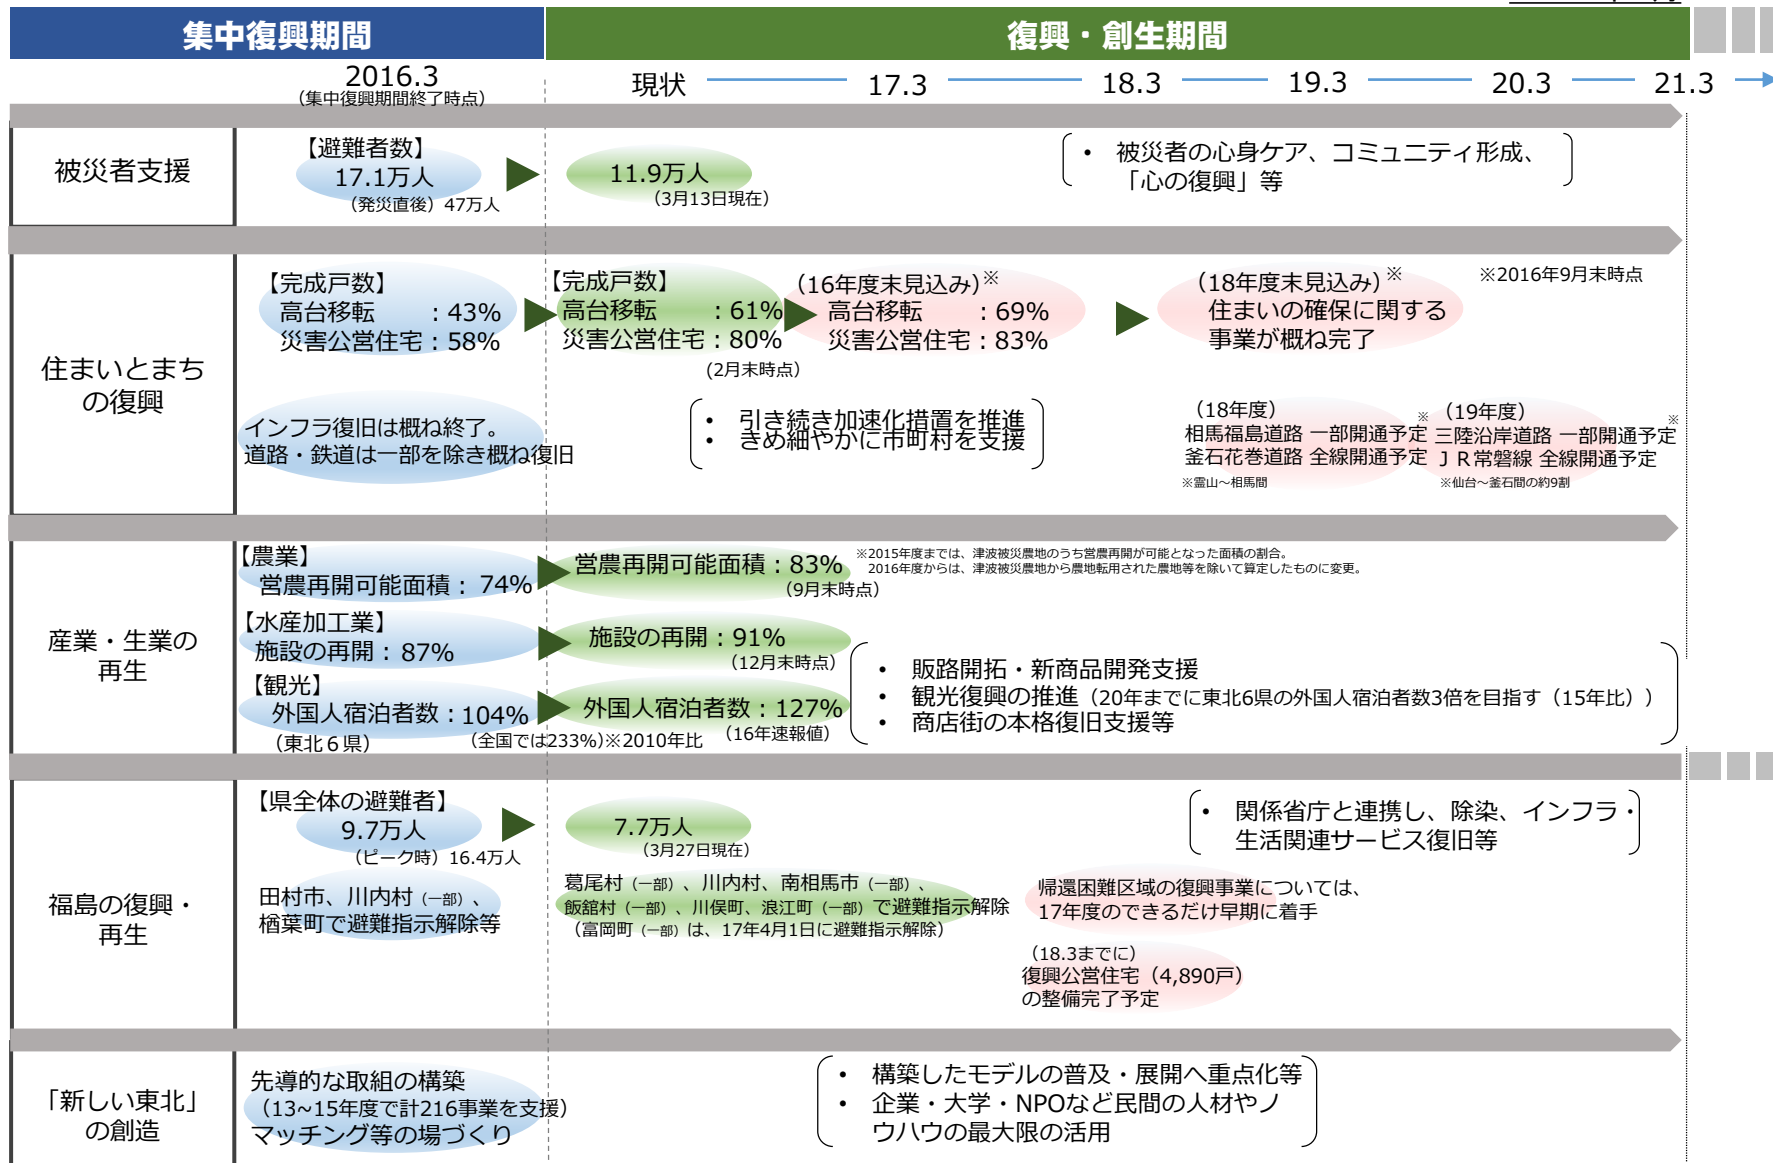 集中復興期間
復興・創生期間
2016.3
（集中復興期間終了時点）
現状
17.3
18.3
19.3
20.3
21.3
被災者支援
【避難者数】
17.1万人
（発災直後）47万人
11.9万人
（3月13日現在）
・ 被災者の心身ケア、コミュニティ形成、
「心の復興」等
住まいとまち
の復興
【完成戸数】
高台移転　　：43%
災害公営住宅：58%
【完成戸数】
高台移転　　：61%
災害公営住宅：80%
(2月末時点)
（16年度末見込み）※
高台移転　　：69%
災害公営住宅：83%
（18年度末見込み）※
住まいの確保に関する
事業が概ね完了
※2016年9月末時点
インフラ復旧は概ね終了。
道路・鉄道は一部を除き概ね復旧
・ 引き続き加速化措置を推進
・ きめ細やかに市町村を支援
（18年度）
相馬福島道路 一部開通予定※
釜石花巻道路 全線開通予定
※霊山～相馬間
（19年度）
三陸沿岸道路 一部開通予定※
ＪＲ常磐線 全線開通予定
※仙台～釜石間の約9割
産業・生業の
再生
【農業】
営農再開可能面積：74%
営農再開可能面積：83%
（9月末時点）
※2015年度までは、津波被災農地のうち営農再開が可能となった面積の割合。
2016年度からは、津波被災農地から農地転用された農地等を除いて算定したものに変更。
【水産加工業】
施設の再開：87%
施設の再開：91%
（12月末時点）
【観光】
外国人宿泊者数：104%
（東北６県）
（全国では233%)※2010年比
外国人宿泊者数：127%
（16年速報値）
・ 販路開拓・新商品開発支援
・ 観光復興の推進（20年までに東北6県の外国人宿泊者数3倍を目指す（15年比））
・ 商店街の本格復旧支援等
福島の復興・
再生
【県全体の避難者】
9.7万人
（ピーク時）16.4万人
7.7万人
（3月27日現在）
・ 関係省庁と連携し、除染、インフラ・
生活関連サービス復旧等
田村市、川内村（一部）、
楢葉町で避難指示解除等
葛尾村（一部）、川内村、南相馬市（一部）、
飯舘村（一部）、川俣町、浪江町（一部）で避難指示解除
（富岡町（一部）は、17年4月1日に避難指示解除）
帰還困難区域の復興事業については、
17年度のできるだけ早期に着手
（18.3までに）
復興公営住宅（4,890戸）
の整備完了予定
「新しい東北」
の創造
先導的な取組の構築
（13~15年度で計216事業を支援）
マッチング等の場づくり
・ 構築したモデルの普及・展開へ重点化等
・ 企業・大学・NPOなど民間の人材やノ
ウハウの最大限の活用